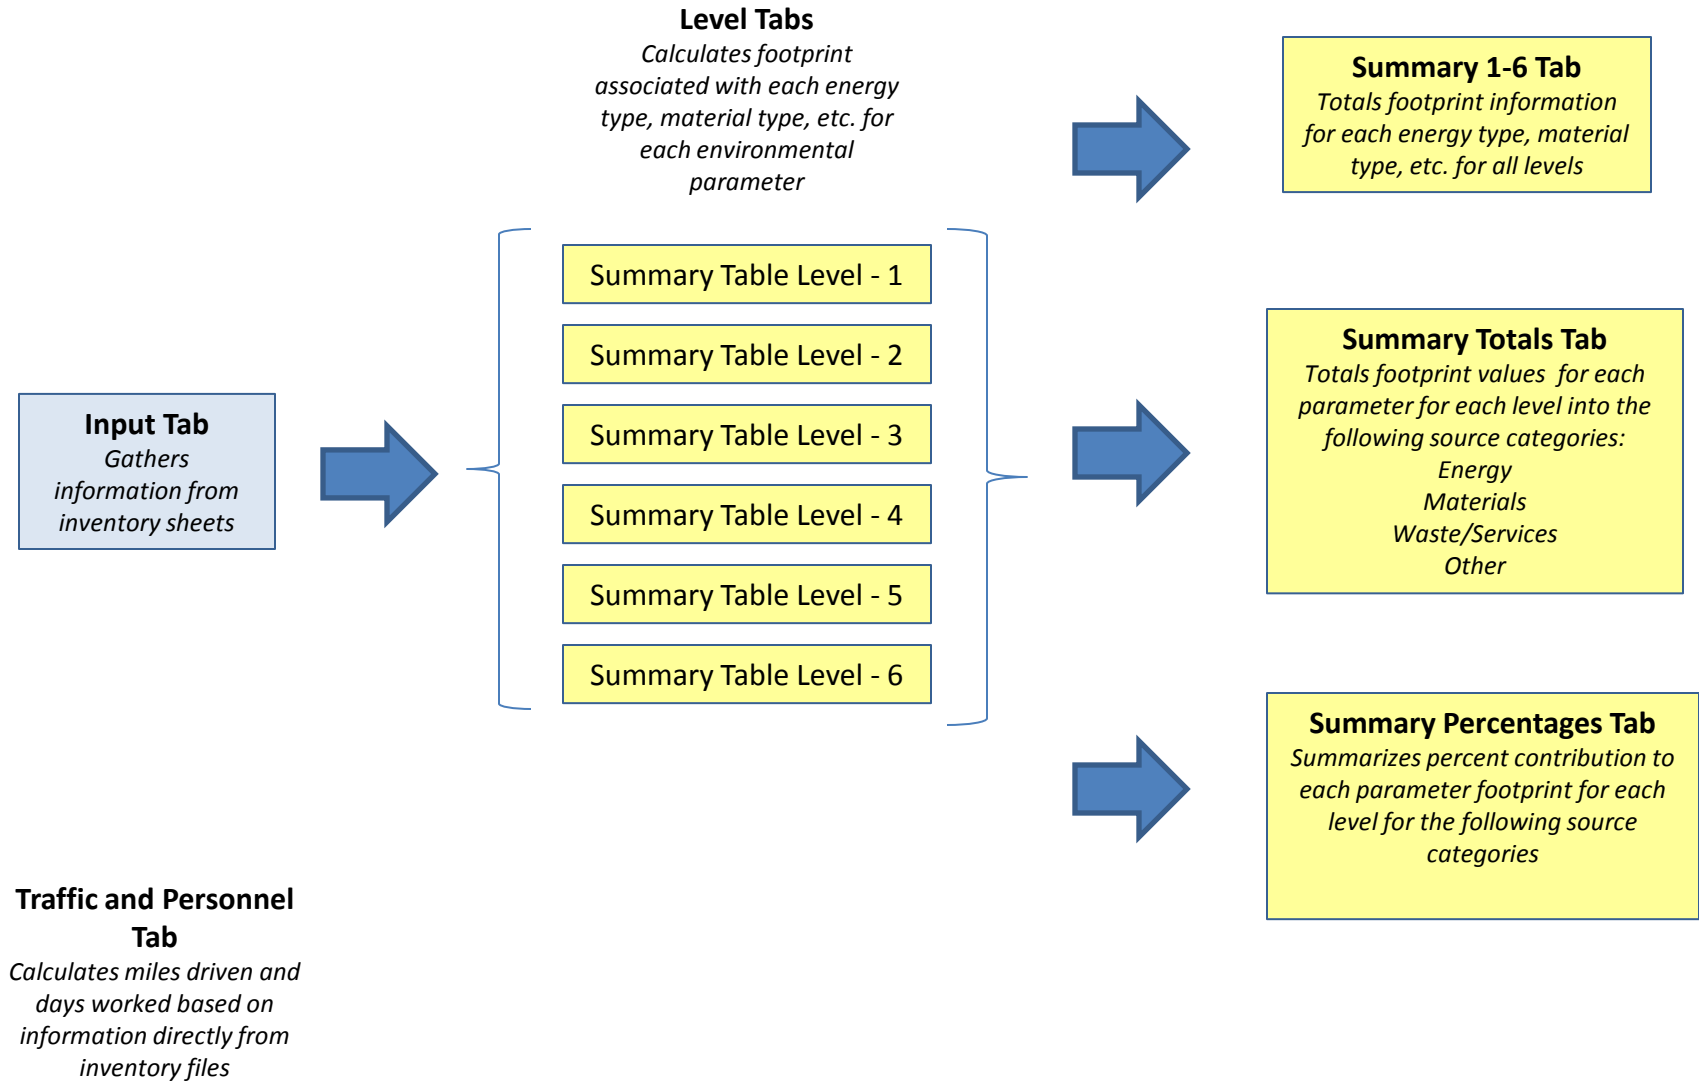 Level Tabs
Calculates footprint
associated with each energy
type, material type, etc. for
each environmental
parameter
Summary 1-6 Tab
Totals footprint information
for each energy type, material
type, etc. for all levels
Input Tab
Gathers
information from
inventory sheets
Summary Table Level - 1
Summary Table Level - 2
Summary Table Level - 3
Summary Table Level - 4
Summary Table Level - 5
Summary Table Level - 6
Summary Totals Tab
Totals footprint values for each
parameter for each level into the
following source categories:
Energy
Materials
Waste/Services
Other
Summary Percentages Tab
Summarizes percent contribution to
each parameter footprint for each
level for the following source
categories
Traffic and Personnel
Tab
Calculates miles driven and
days worked based on
information directly from
inventory files